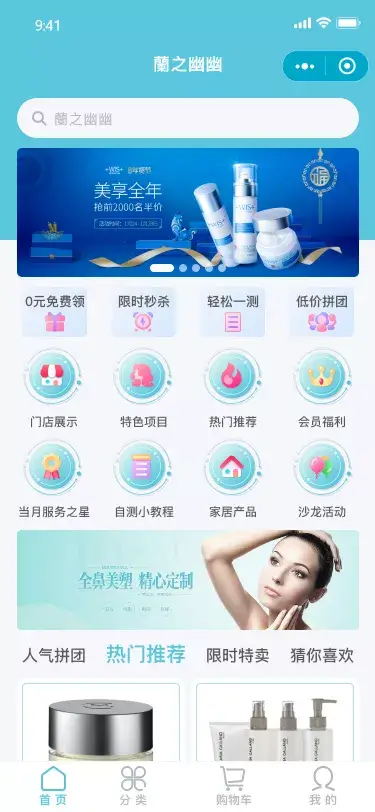 9:41
蘭之幽幽
蘭之幽幽
+WIS+
美享全年
抢前2000名半价
+WIS+
0元免费领 限时秒杀 轻松一测 低价拼团
门店展示 特色项目 热门推荐 会员福利
当月服务之星 自测小教程 家居产品 沙龙活动
全鼻美塑 精心定制
人气拼团 热门推荐 限时特卖 猜你喜欢
首页 分类 购物车 我的